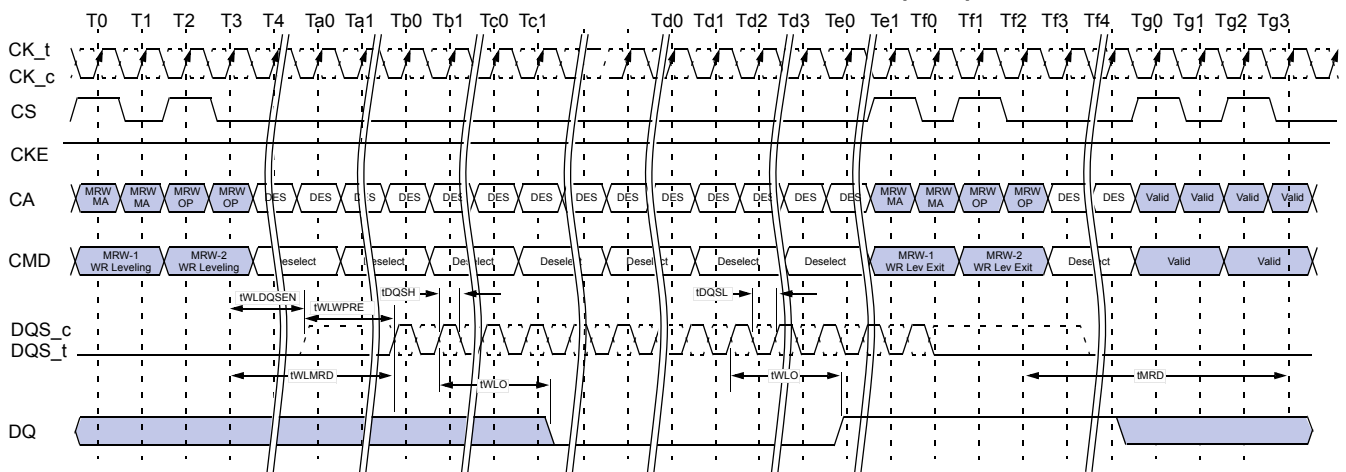 T0 T1 T2 T3 T4 Ta0 Ta1 Tb0 Tb1 Tc0 Tc1 Td0 Td1 Td2 Td3 Te0 Te1 Tf0 Tf1 Tf2 Tf3 Tf4 Tg0 Tg1 Tg2 Tg3
CK_t
CK_c
CS
CKE
CA MRW MA MRW MA MRW OP MRW OP DES DES DES DES DES DES DES DES DES DES DES DES DES DES MRW MA MRW MA MRW OP MRW OP DES DES Valid Valid Valid Valid
CMD MRW-1 WR Leveling MRW-2 WR Leveling Deselect Deselect Deselect Deselect Deselect Deselect Deselect MRW-1 WR Lev Exit MRW-2 WR Lev Exit Deselect Valid Valid
tWLDQSEN tWLWPRE tDQSH tDQSL
DQS_c
DQS_t
tWLMRD tWLO tWLO tMRD
DQ